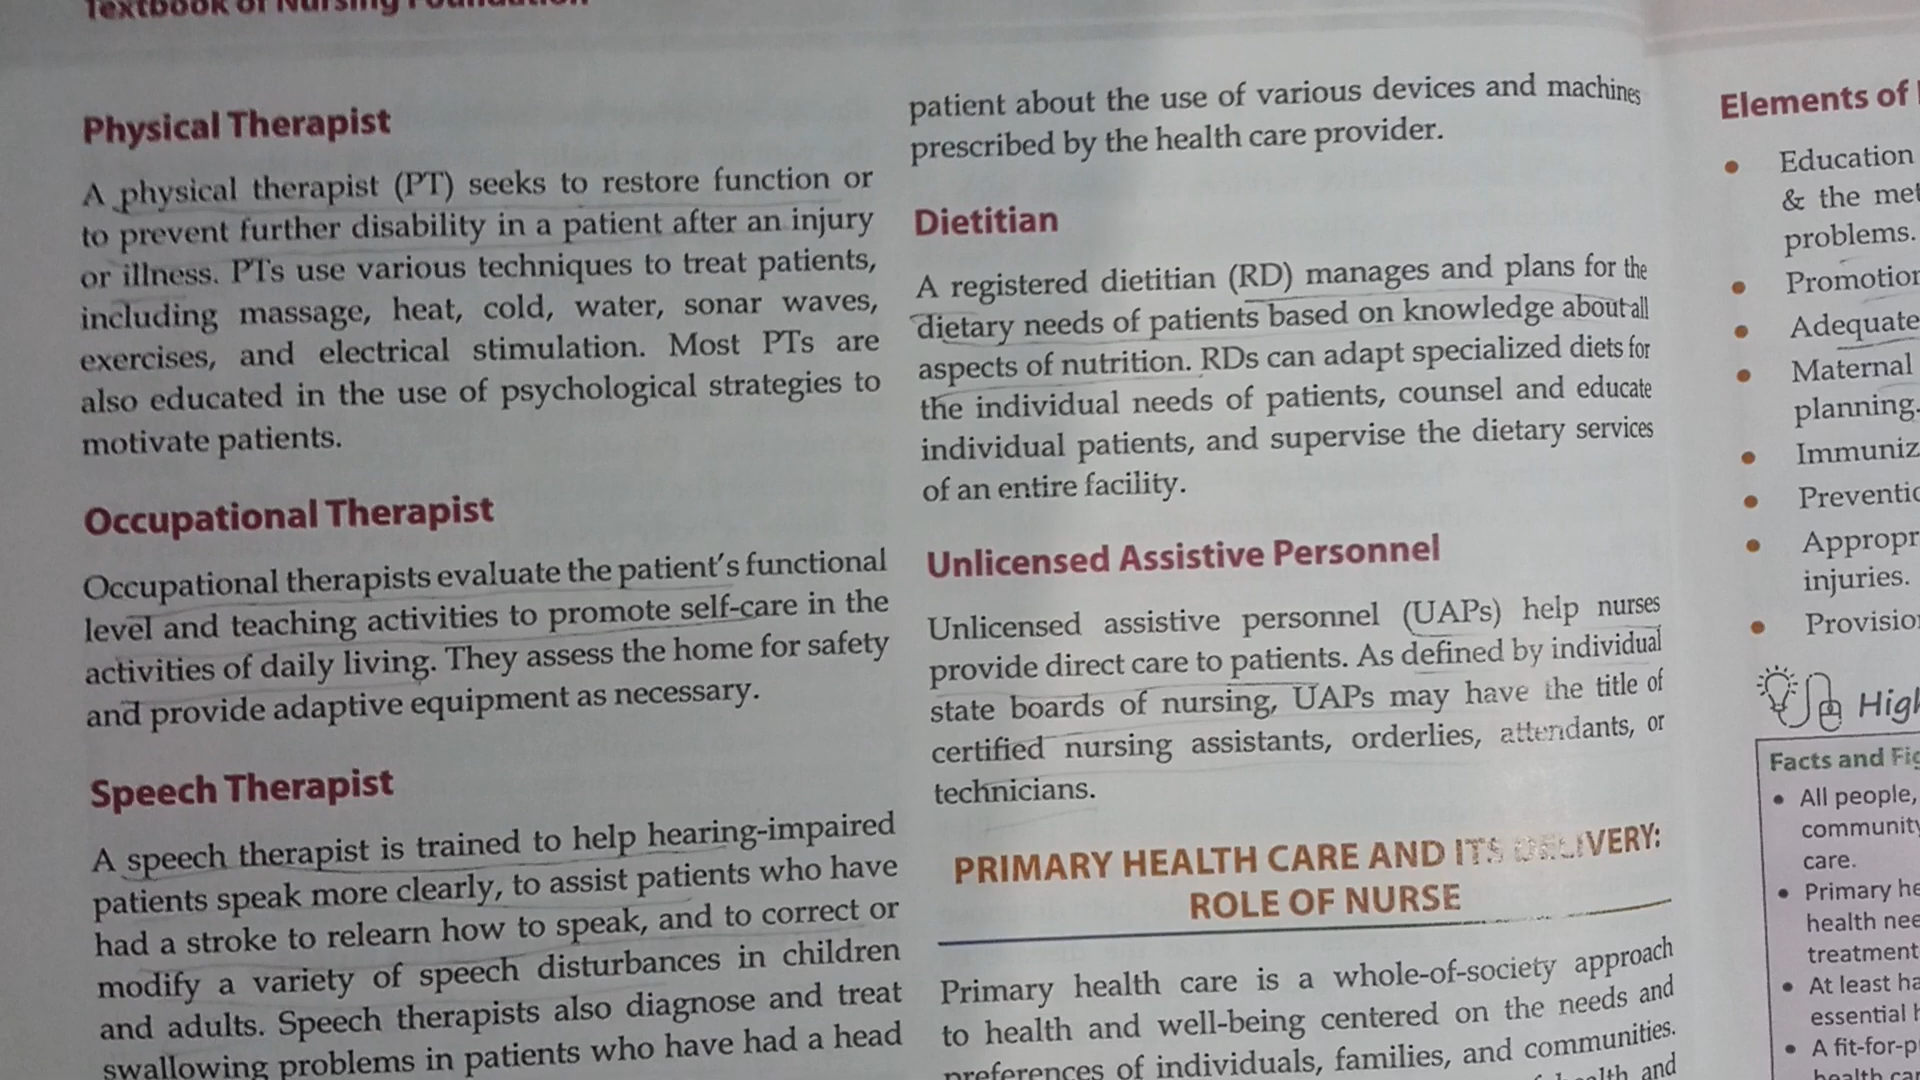 Textbook of Nursing Foundation
Physical Therapist
A physical therapist (PT) seeks to restore function or
to prevent further disability in a patient after an injury
or illness. PTs use various techniques to treat patients,
including massage, heat, cold, water, sonar waves,
exercises, and electrical stimulation. Most PTs are
also educated in the use of psychological strategies to
motivate patients.
Occupational Therapist
Occupational therapists evaluate the patient's functional
level and teaching activities to promote self-care in the
activities of daily living. They assess the home for safety
and provide adaptive equipment as necessary.
Speech Therapist
A speech therapist is trained to help hearing-impaired
patients speak more clearly, to assist patients who have
had a stroke to relearn how to speak, and to correct or
modify a variety of speech disturbances in children
and adults. Speech therapists also diagnose and treat
swallowing problems in patients who have had a head
patient about the use of various devices and machines
prescribed by the health care provider.
Dietitian
A registered dietitian (RD) manages and plans for the
dietary needs of patients based on knowledge about all
aspects of nutrition. RDs can adapt specialized diets for
the individual needs of patients, counsel and educate
individual patients, and supervise the dietary services
of an entire facility.
Unlicensed Assistive Personnel
Unlicensed assistive personnel (UAPs) help nurses
provide direct care to patients. As defined by individual
state boards of nursing, UAPs may have the title of
certified nursing assistants, orderlies, attendants, or
technicians.
PRIMARY HEALTH CARE AND ITS DELIVERY:
ROLE OF NURSE
Primary health care is a whole-of-society approach
to health and well-being centered on the needs and
preferences of individuals, families, and communities.
and
Elements of
• Education
& the
problems.
•
• Adequate
• Maternal
planning.
•
•
•
injuries.
•
Facts and
• All people,
community
care.
• Primary
health
treatment
• At least
essential
• A
health